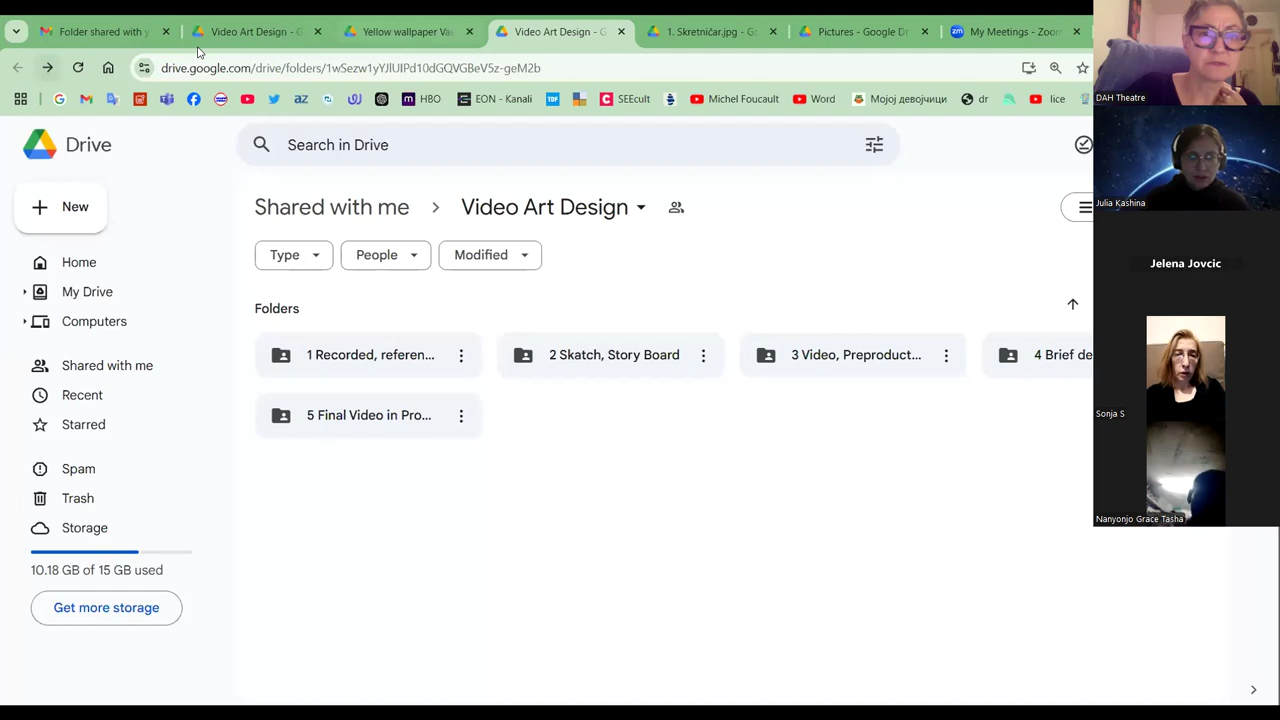 Folder shared with y
Video Art Design - G
Yellow wallpaper Vas
Video Art Design - G
1. Skretničar.jpg - Go
Pictures - Google Dr
My Meetings - Zoom
drive.google.com/drive/folders/1wSezw1yYJlUIPd10dGQVGBeV5z-geM2b
HBO
EON - Kanali
SEEcult
Michel Foucault
Word
Мојој девојчици
dr
lice
Drive
Search in Drive
New
Shared with me
Video Art Design
Type
People
Modified
Home
My Drive
Computers
Shared with me
Recent
Starred
Spam
Trash
Storage
10.18 GB of 15 GB used
Get more storage
Folders
1 Recorded, referen...
2 Skatch, Story Board
3 Video, Preproduct...
4 Brief de
5 Final Video in Pro...
DAH Theatre
Julia Kashina
Jelena Jovcic
Sonja S
Nanyonjo Grace Tasha